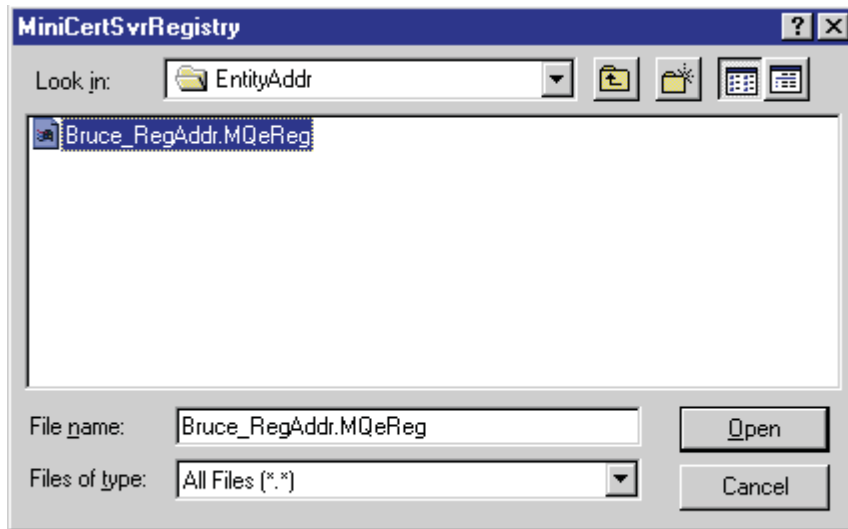 MiniCertSvrRegistry
Look in: EntityAddr
Bruce_RegAddr.MQeReg
File name: Bruce_RegAddr.MQeReg Open
Files of type: All Files (*.*) Cancel